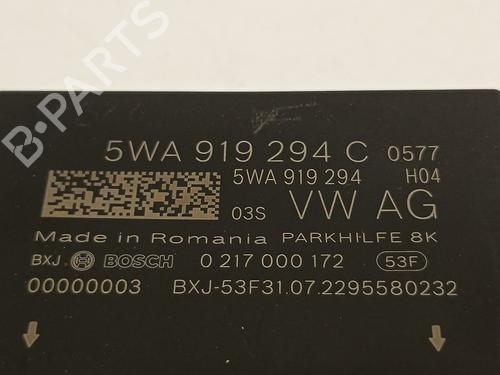 5WA 919 294 C 0577
5WA 919 294 H04
03S VW AG
Made in Romania PARKHILFE 8K
BXJ BOSCH 0 217 000 172 53F
00000003 BXJ-53F31.07.2295580232
B-PARTS